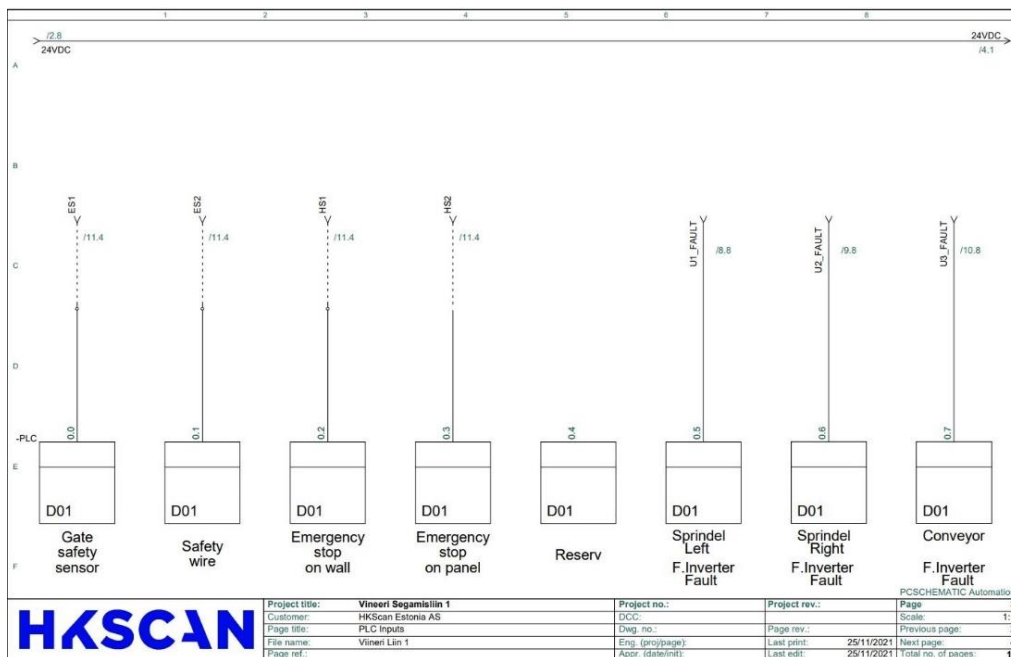 1 2 3 4 5 6 7 8
/2.8 24VDC
24VDC /4.1
A
B
C
D
E
F
ES1 /11.4
ES2 /11.4
HS1 /11.4
HS2 /11.4
U1_FAULT /8.8
U2_FAULT /9.8
U3_FAULT /10.8
-PLC
0.0 0.1 0.2 0.3 0.4 0.5 0.6 0.7
D01 D01 D01 D01 D01 D01 D01 D01
Gate safety sensor
Safety wire
Emergency stop on wall
Emergency stop on panel
Reserv
Sprindel Left F.Inverter Fault
Sprindel Right F.Inverter Fault
Conveyor F.Inverter Fault
PCSCHEMATIC Automatio
HKSCAN
Project title: Vineeri Segamisliin 1 Project no.: Project rev.: Page
Customer: HKScan Estonia AS DCC: Scale: 1:
Page title: PLC Inputs Dwg. no.: Page rev.: Previous page:
File name: Viineri Liin 1 Eng. (proj/page): Last print: 25/11/2021 Next page:
Page ref.: Appr. (date/init): Last edit: 25/11/2021 Total no. of pages: 1